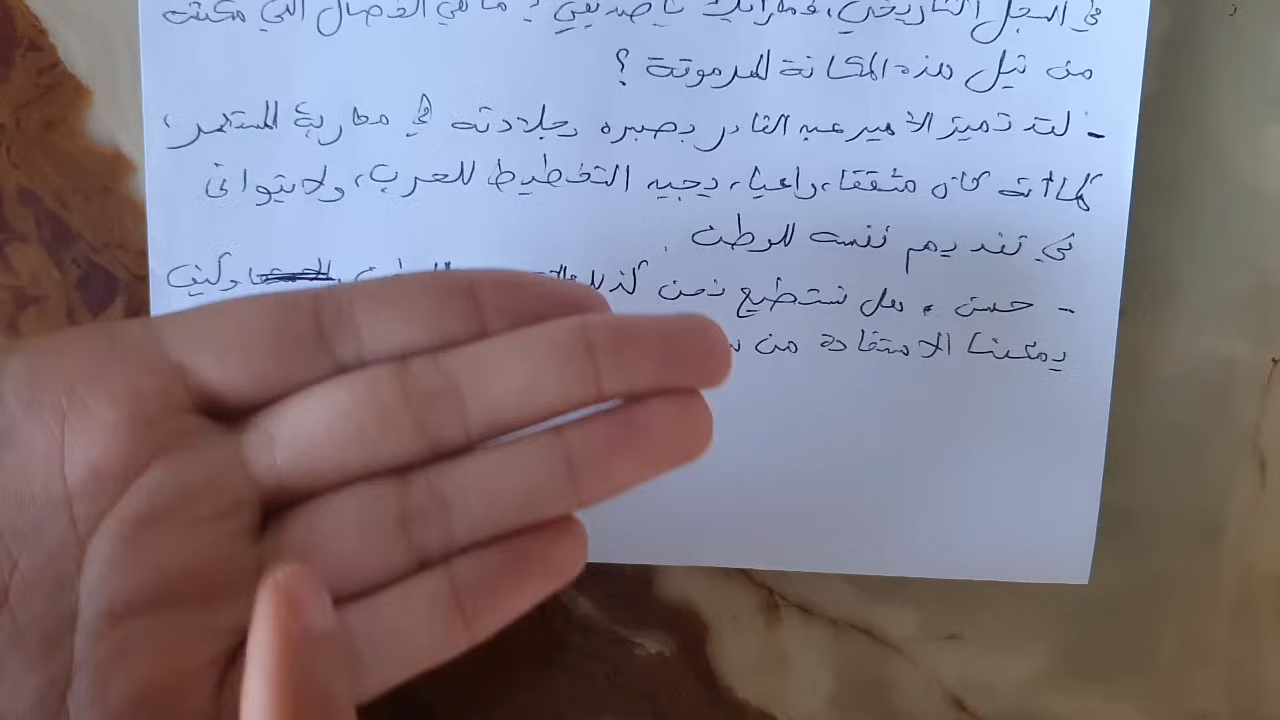 في السجل التاريخي، فما رأيك يا صديقي؟ ما هي الخصال التي مكنته
من نيل هذه المكانة المرموقة؟
- لقد تميز الأمير عبد القادر بصبره وجلادته في محاربة المستعمر،
كما أنه كان مثقفا، واعيا، يجيد التخطيط للحرب، ولا يتوانى
في تقديم نفسه للوطن.
- حسن، هل نستطيع نحن كذلك وكيف
يمكننا الاستفادة من